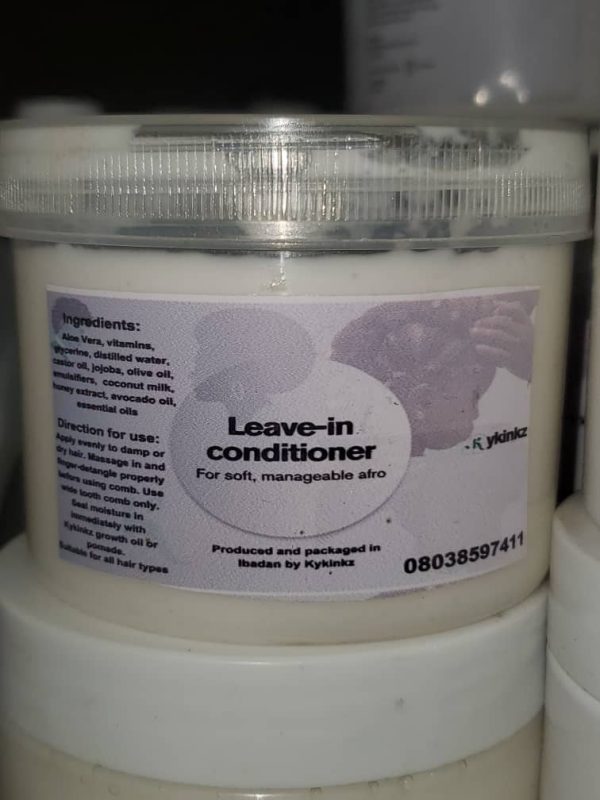 Ingredients:
Aloe Vera, vitamins,
glycerine, distilled water,
castor oil, jojoba, olive oil,
emulsifiers, coconut milk,
honey extract, avocado oil,
essential oils
Direction for use:
Apply evenly to damp or
dry hair. Massage in and
finger-detangle properly
before using comb. Use
wide tooth comb only.
Seal moisture in
immediately with
Kykinkz growth oil or
pomade.
Suitable for all hair types
Leave-in
conditioner
For soft, manageable afro
Produced and packaged in
Ibadan by Kykinkz
Kykinkz
08038597411